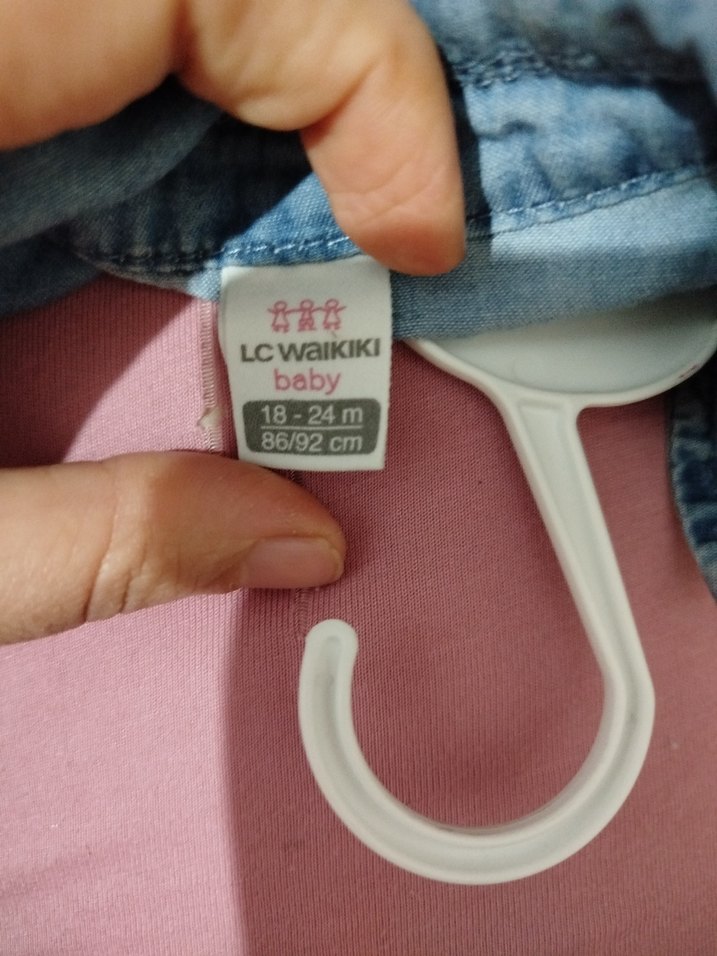 LC WAIKIKI
baby
18 - 24 m
86/92 cm